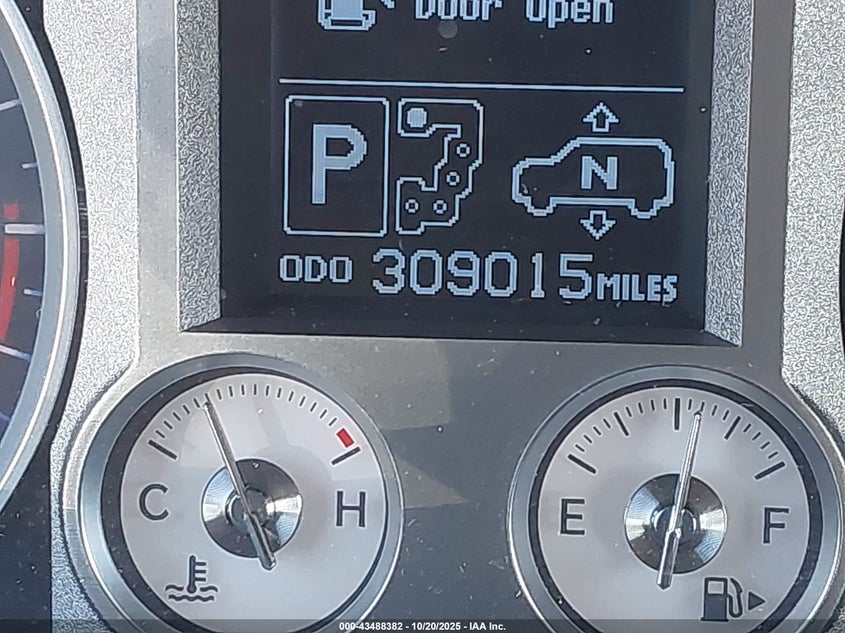 Door Open
P
N
ODO 309015 MILES
C H
E F
000-43488382 - 10/20/2025 - IAA Inc.